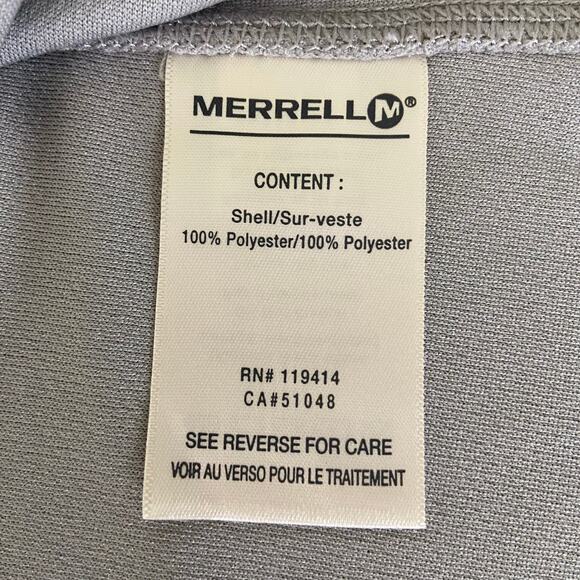 MERRELL M®
CONTENT :
Shell/Sur-veste
100% Polyester/100% Polyester
RN# 119414
CA#51048
SEE REVERSE FOR CARE
VOIR AU VERSO POUR LE TRAITEMENT